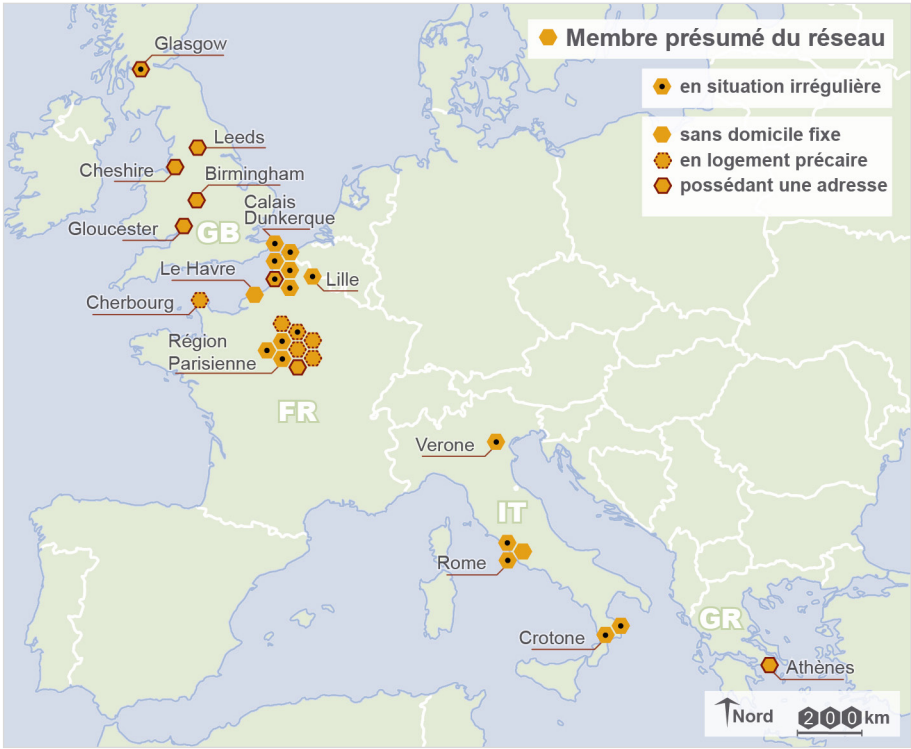 Glasgow
Membre présumé du réseau
en situation irrégulière
sans domicile fixe
en logement précaire
possédant une adresse
Leeds
Cheshire
Birmingham
Calais
Dunkerque
Gloucester
GB
Le Havre
Lille
Cherbourg
Région
Parisienne
FR
Verone
IT
Rome
GR
Crotone
Athènes
Nord
200 km